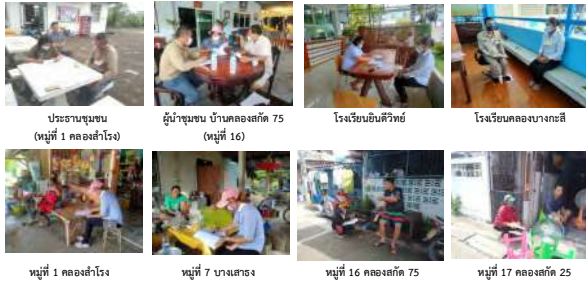 ประธานชุมชน
(หมู่ที่ 1 คลองสำโรง)
ผู้นำชุมชน บ้านคลองสกัด 75
(หมู่ที่ 16)
โรงเรียนยินดีวิทย์
โรงเรียนคลองบางกะสี
หมู่ที่ 1 คลองสำโรง
หมู่ที่ 7 บางเสาธง
หมู่ที่ 16 คลองสกัด 75
หมู่ที่ 17 คลองสกัด 25